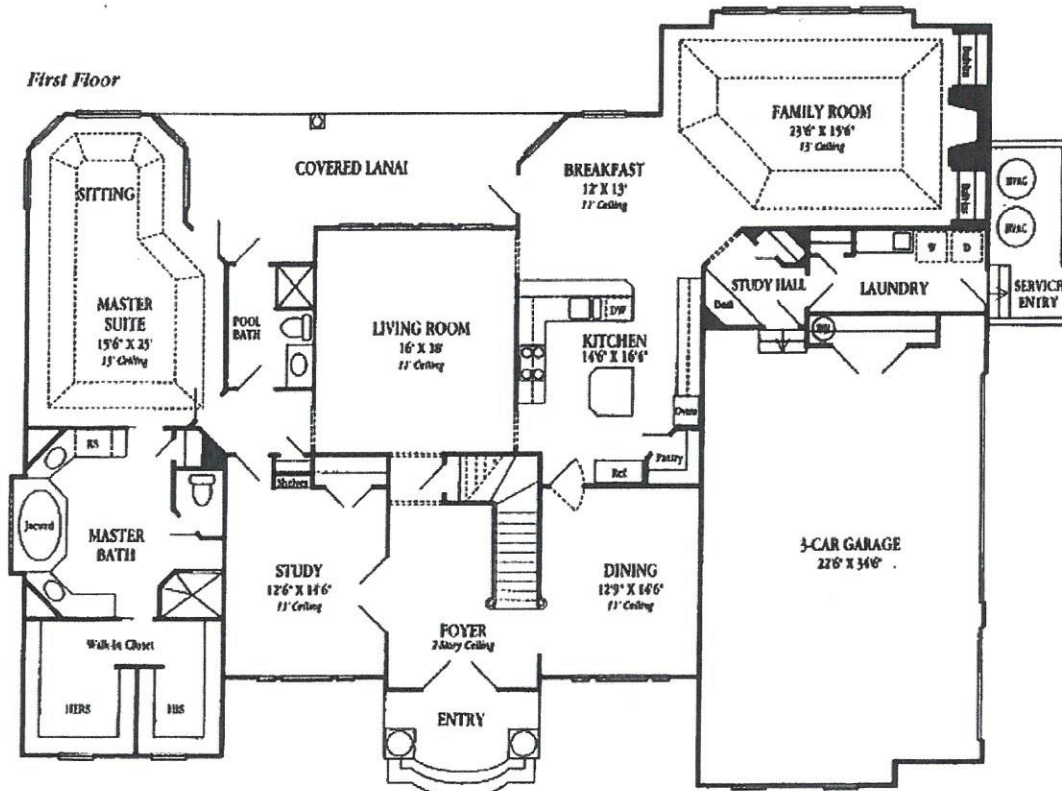 First Floor
FAMILY ROOM
23'6" X 15'6"
13' Ceiling
COVERED LANAI
BREAKFAST
12' X 13'
11' Ceiling
SITTING
HVAC
HVAC
MASTER
SUITE
15'6" X 25'
13' Ceiling
POOL
BATH
LIVING ROOM
16' X 18'
11' Ceiling
DW
KITCHEN
14'6" X 16'4"
STUDY HALL
Desk
LAUNDRY
W
D
SERVICE
ENTRY
Ovens
Pantry
Ref
Shelves
MASTER
BATH
STUDY
12'6" X 14'6"
11' Ceiling
FOYER
2-Story Ceiling
DINING
12'9" X 14'6"
11' Ceiling
3-CAR GARAGE
22'6" X 34'6"
Walk-In Closet
HERS
HIS
ENTRY